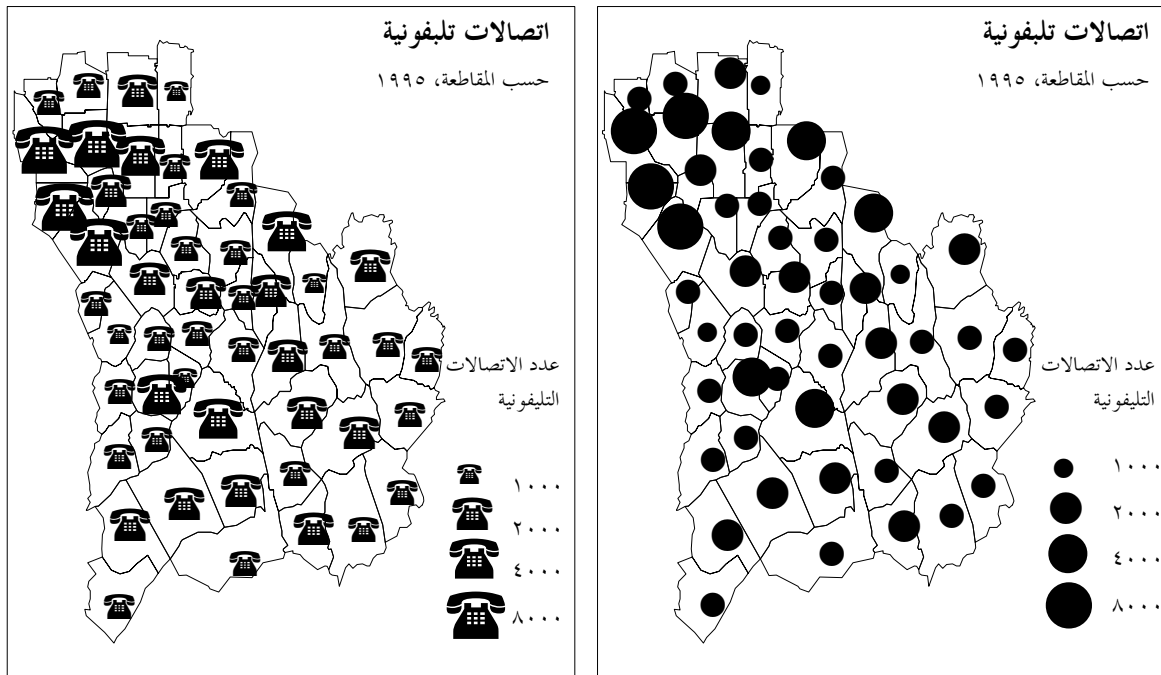 اتصالات تلبفونية
حسب المقاطعة، ١٩٩٥
عدد الاتصالات
التليفونية
١٠٠٠
٢٠٠٠
٤٠٠٠
٨٠٠٠
اتصالات تلبفونية
حسب المقاطعة، ١٩٩٥
عدد الاتصالات
التليفونية
١٠٠٠
٢٠٠٠
٤٠٠٠
٨٠٠٠